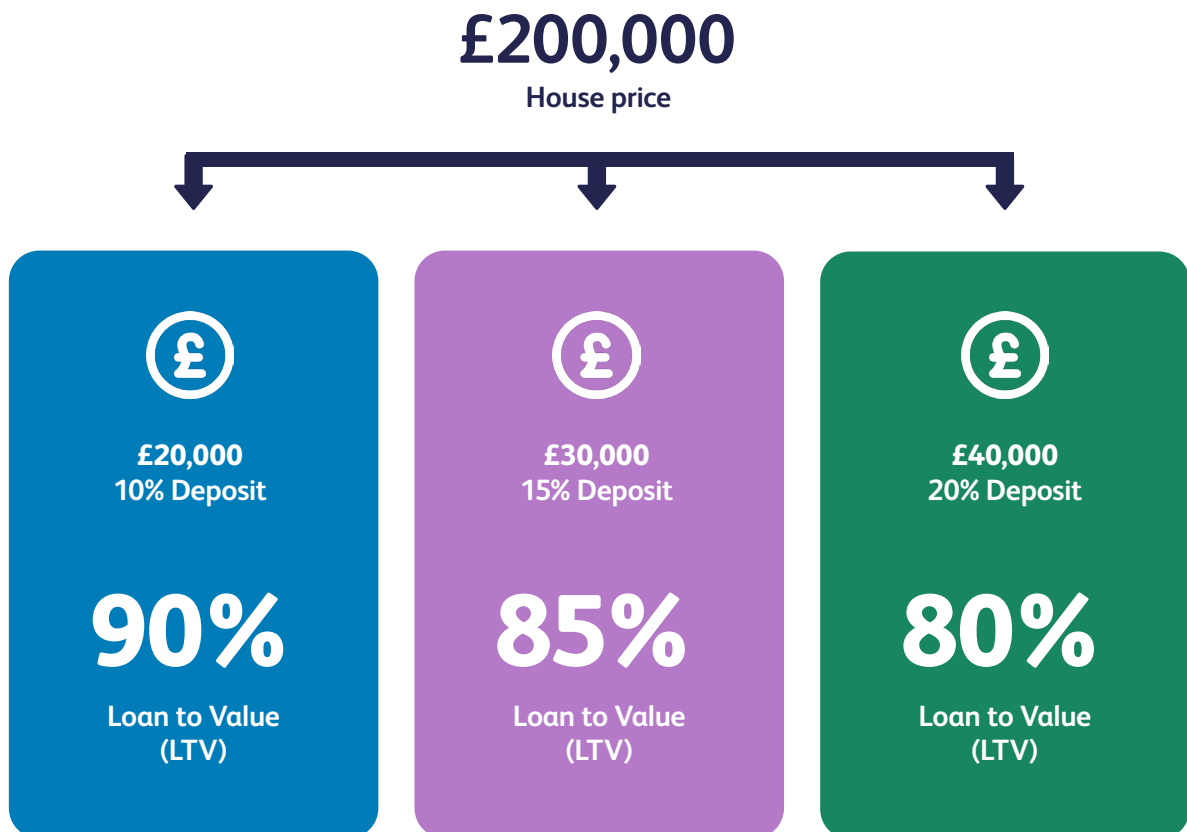 £200,000
House price
£
£20,000
10% Deposit
90%
Loan to Value
(LTV)
£
£30,000
15% Deposit
85%
Loan to Value
(LTV)
£
£40,000
20% Deposit
80%
Loan to Value
(LTV)